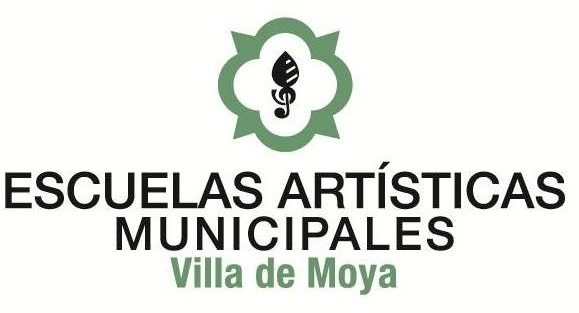 ESCUELAS ARTÍSTICAS
MUNICIPALES
Villa de Moya